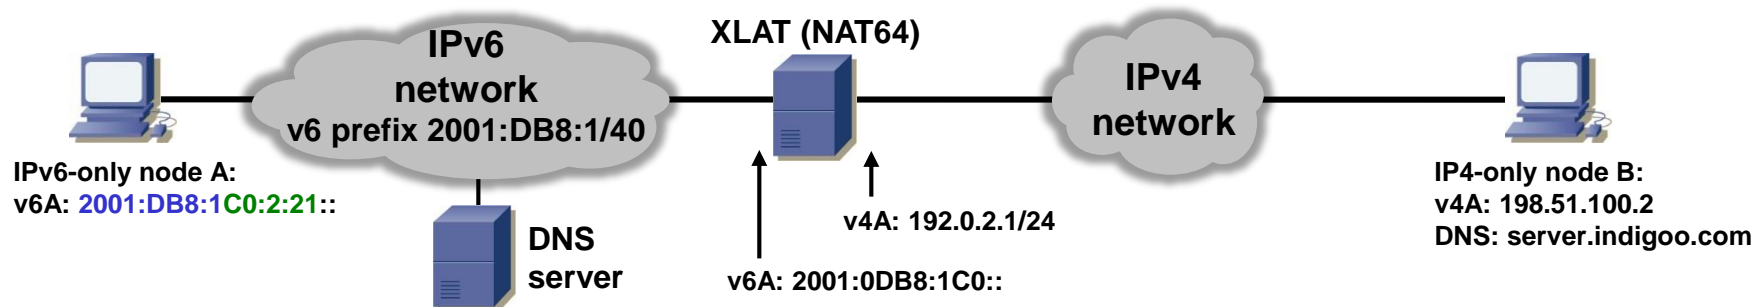 IPv6
network
v6 prefix 2001:DB8:1/40
XLAT (NAT64)
IPv4
network
IPv6-only node A:
v6A: 2001:DB8:1C0:2:21::
DNS
server
v4A: 192.0.2.1/24
v6A: 2001:0DB8:1C0::
IP4-only node B:
v4A: 198.51.100.2
DNS: server.indigoo.com